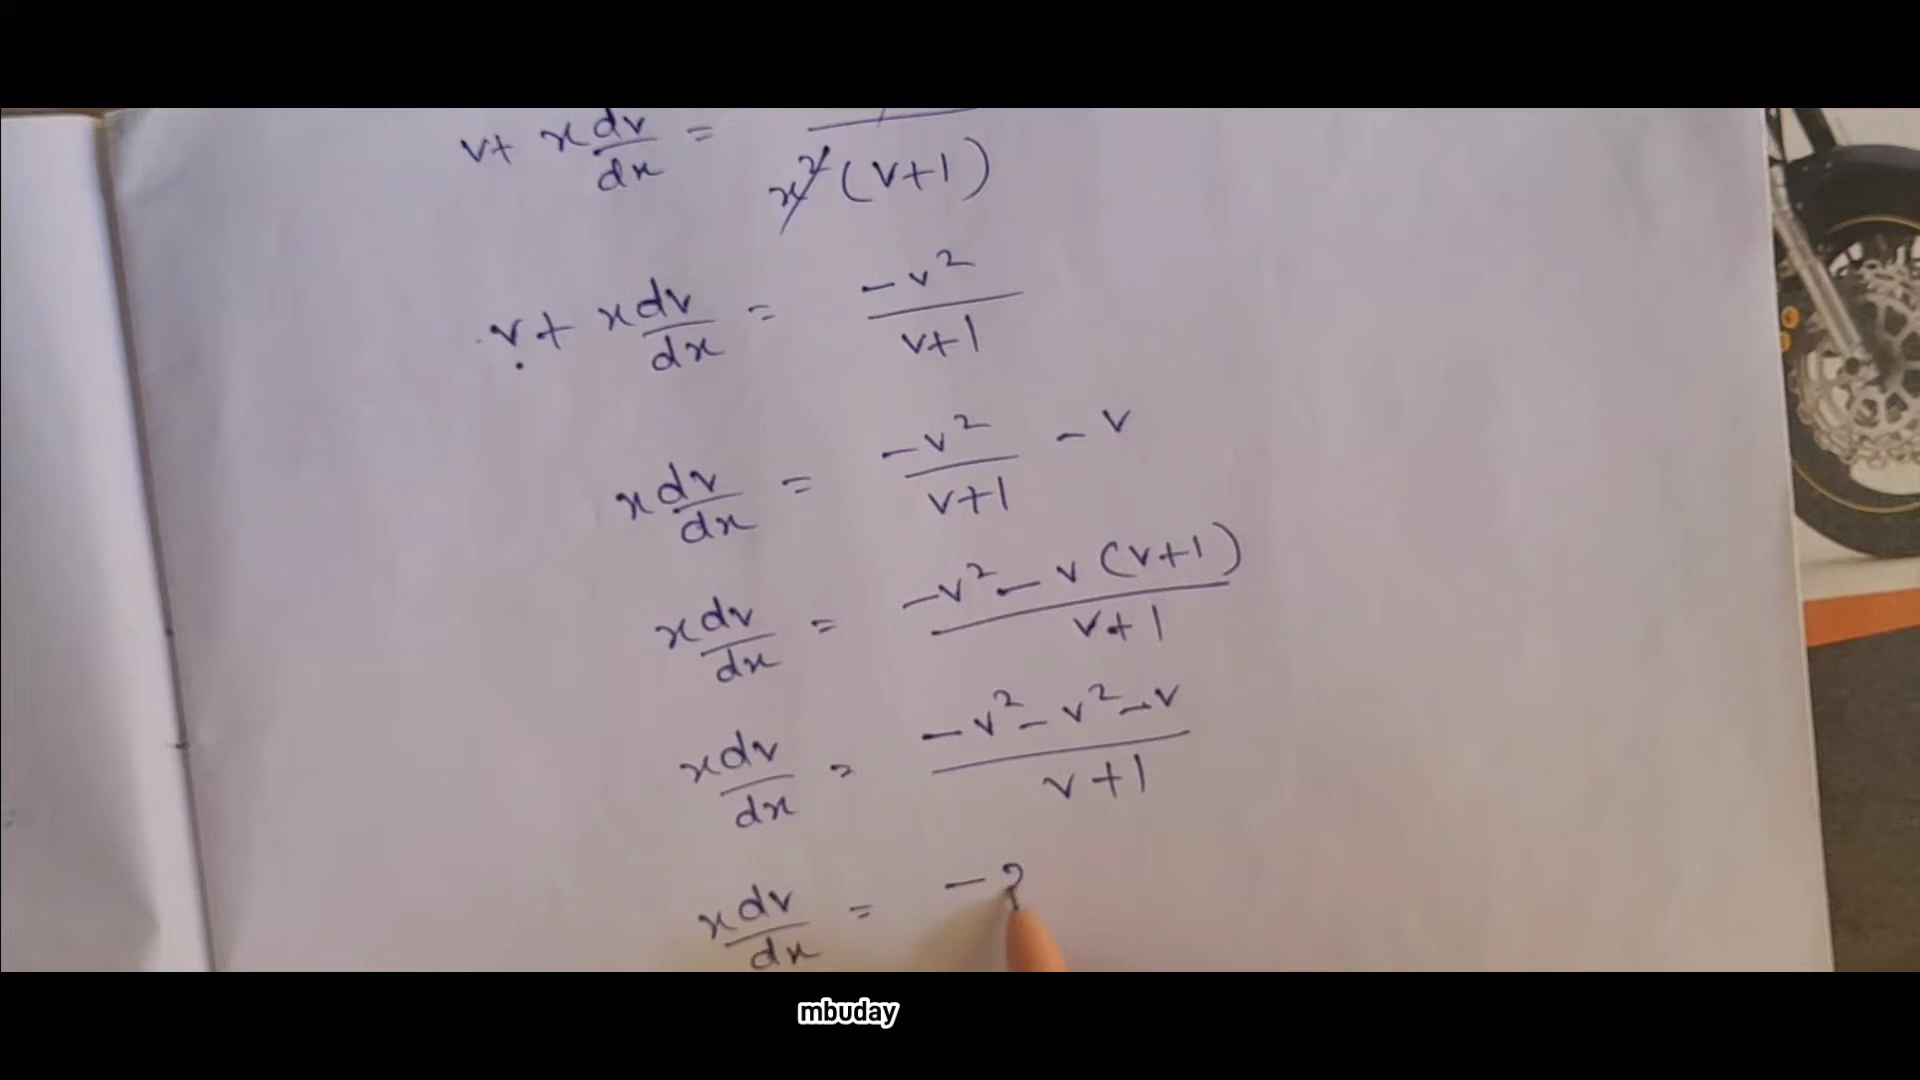 v + x dv/dx = /x²(v+1)
v + x dv/dx = -v²/v+1
x dv/dx = -v²/v+1 - v
x dv/dx = -v² - v(v+1)/v+1
x dv/dx = -v² - v² - v/v+1
x dv/dx = -2
mbuday